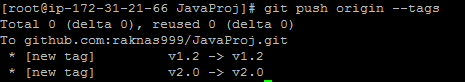 [root@ip-172-31-21-66 JavaProj]# git push origin --tags
Total 0 (delta 0), reused 0 (delta 0)
To github.com:raknas999/JavaProj.git
 * [new tag]         v1.2 -> v1.2
 * [new tag]         v2.0 -> v2.0